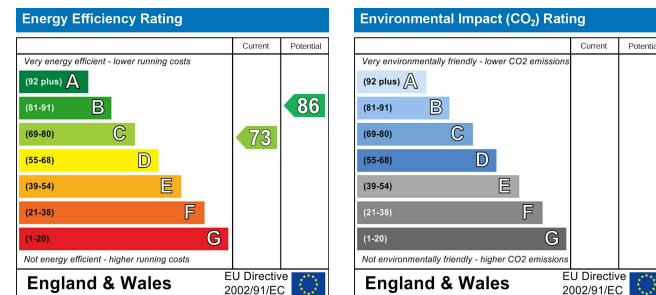 Energy Efficiency Rating
Current Potential
Very energy efficient - lower running costs
(92 plus) A
(81-91) B
86
(69-80) C
73
(55-68) D
(39-54) E
(21-38) F
(1-20) G
Not energy efficient - higher running costs
England & Wales
EU Directive
2002/91/EC
Environmental Impact (CO₂) Rating
Current Potential
Very environmentally friendly - lower CO2 emissions
(92 plus) A
(81-91) B
(69-80) C
(55-68) D
(39-54) E
(21-38) F
(1-20) G
Not environmentally friendly - higher CO2 emissions
England & Wales
EU Directive
2002/91/EC